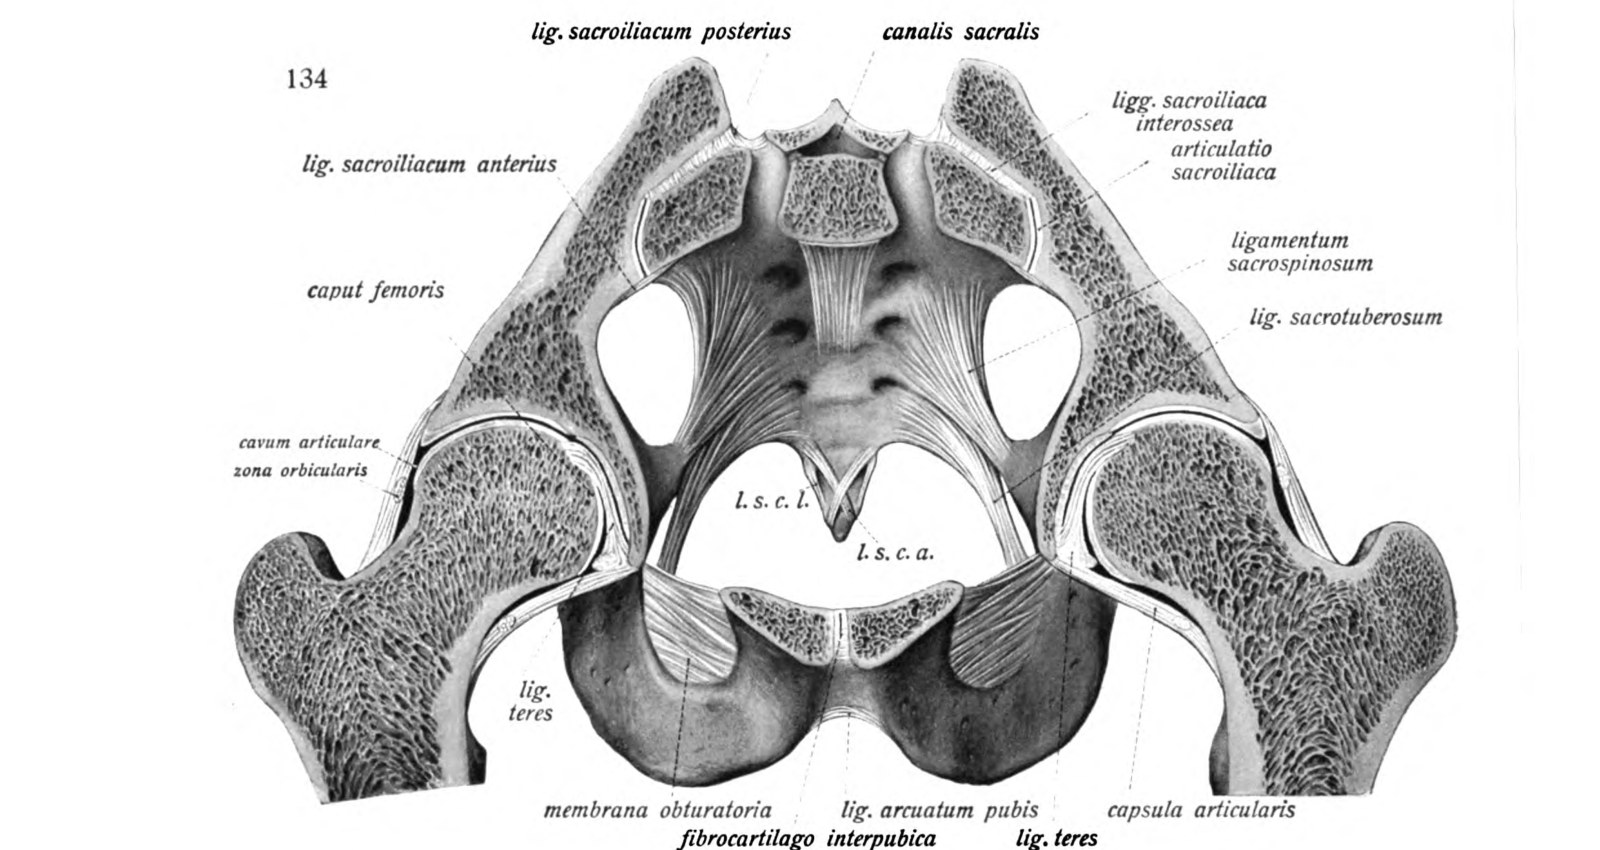 lig. sacroiliacum posterius
canalis sacralis
134
ligg. sacroiliaca
interossea
articulatio
sacroiliaca
lig. sacroiliacum anterius
ligamentum
sacrospinosum
caput femoris
lig. sacrotuberosum
cavum articulare
zona orbicularis
l. s. c. l.
l. s. c. a.
lig.
teres
membrana obturatoria
lig. arcuatum pubis
capsula articularis
fibrocartilago interpubica
lig. teres